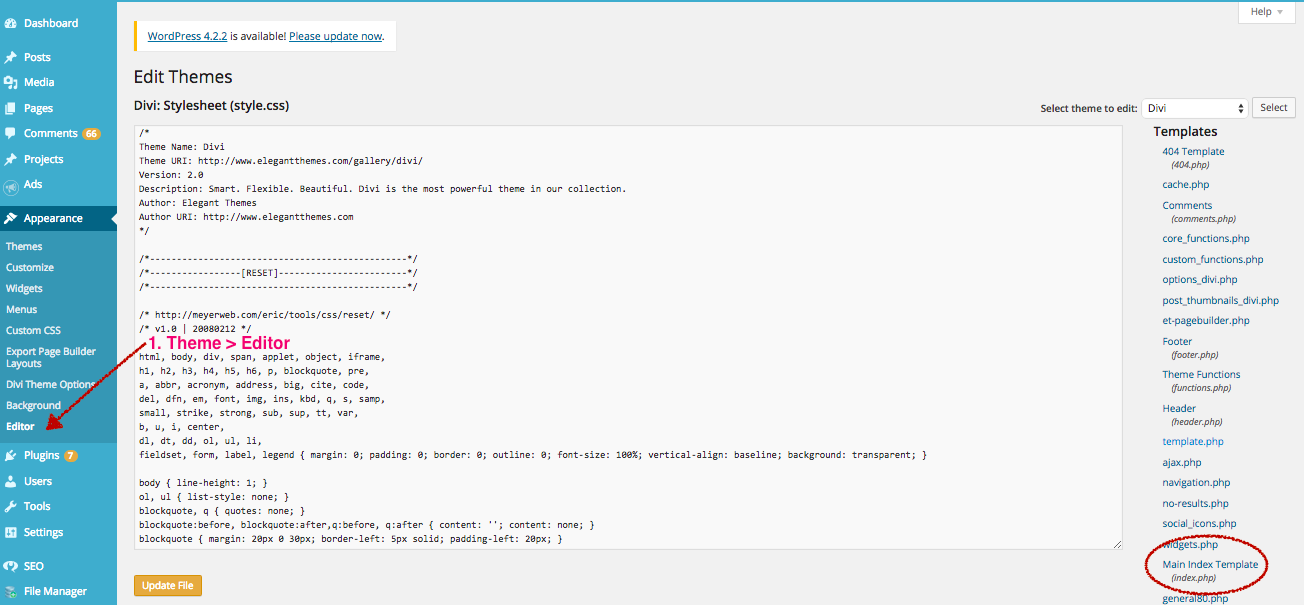 Help
Dashboard
Posts
Media
Pages
Comments 66
Projects
Ads
Appearance
Themes
Customize
Widgets
Menus
Custom CSS
Export Page Builder
Layouts
Divi Theme Options
Background
Editor
Plugins 7
Users
Tools
Settings
SEO
File Manager
WordPress 4.2.2 is available! Please update now.
Edit Themes
Divi: Stylesheet (style.css)
Select theme to edit: Divi Select
/*
Theme Name: Divi
Theme URI: http://www.elegantthemes.com/gallery/divi/
Version: 2.0
Description: Smart. Flexible. Beautiful. Divi is the most powerful theme in our collection.
Author: Elegant Themes
Author URI: http://www.elegantthemes.com
*/
/*------------------------------------------------*/
/*-----------------[RESET]------------------------*/
/*------------------------------------------------*/
/* http://meyerweb.com/eric/tools/css/reset/ */
/* v1.0 | 20080212 */
1. Theme > Editor
html, body, div, span, applet, object, iframe,
h1, h2, h3, h4, h5, h6, p, blockquote, pre,
a, abbr, acronym, address, big, cite, code,
del, dfn, em, font, img, ins, kbd, q, s, samp,
small, strike, strong, sub, sup, tt, var,
b, u, i, center,
dl, dt, dd, ol, ul, li,
fieldset, form, label, legend { margin: 0; padding: 0; border: 0; outline: 0; font-size: 100%; vertical-align: baseline; background: transparent; }
body { line-height: 1; }
ol, ul { list-style: none; }
blockquote, q { quotes: none; }
blockquote:before, blockquote:after,q:before, q:after { content: ''; content: none; }
blockquote { margin: 20px 0 30px; border-left: 5px solid; padding-left: 20px; }
Update File
Templates
404 Template
(404.php)
cache.php
Comments
(comments.php)
core_functions.php
custom_functions.php
options_divi.php
post_thumbnails_divi.php
et-pagebuilder.php
Footer
(footer.php)
Theme Functions
(functions.php)
Header
(header.php)
template.php
ajax.php
navigation.php
no-results.php
social_icons.php
widgets.php
Main Index Template
(index.php)
general80.php